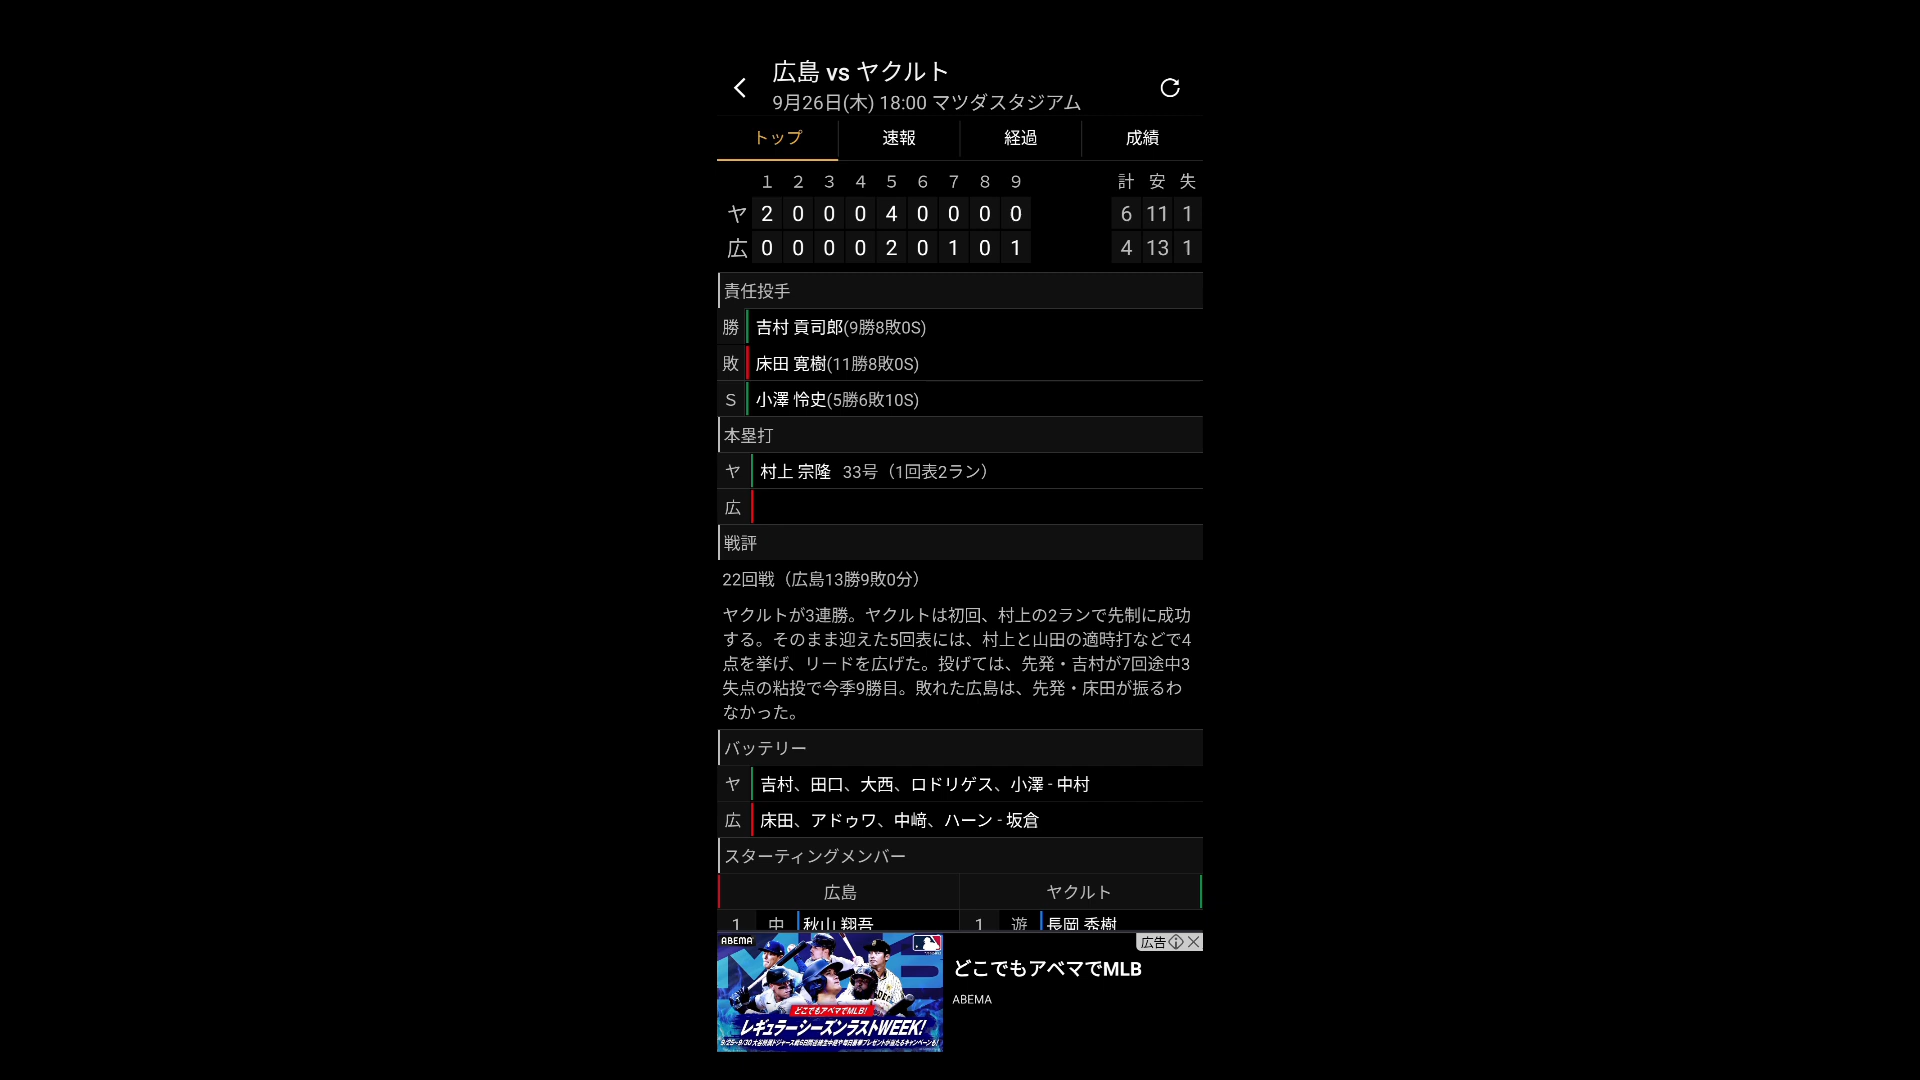 広島 vs ヤクルト
9月26日(木) 18:00 マツダスタジアム
トップ 速報 経過 成績
1 2 3 4 5 6 7 8 9 計 安 失
ヤ 2 0 0 0 4 0 0 0 0 6 11 1
広 0 0 0 0 2 0 1 0 1 4 13 1
責任投手
勝 吉村 貢司郎(9勝8敗0S)
敗 床田 寛樹(11勝8敗0S)
S 小澤 怜史(5勝6敗10S)
本塁打
ヤ 村上 宗隆 33号（1回表2ラン）
広
戦評
22回戦（広島13勝9敗0分）
ヤクルトが3連勝。ヤクルトは初回、村上の2ランで先制に成功
する。そのまま迎えた5回表には、村上と山田の適時打などで4
点を挙げ、リードを広げた。投げては、先発・吉村が7回途中3
失点の粘投で今季9勝目。敗れた広島は、先発・床田が振るわ
なかった。
バッテリー
ヤ 吉村、田口、大西、ロドリゲス、小澤 - 中村
広 床田、アドゥワ、中﨑、ハーン - 坂倉
スターティングメンバー
広島 ヤクルト
1 中 秋山 翔吾 1 遊 長岡 秀樹
ABEMA
どこでもアベマでMLB!
レギュラーシーズンラストWEEK!
広告
どこでもアベマでMLB
ABEMA